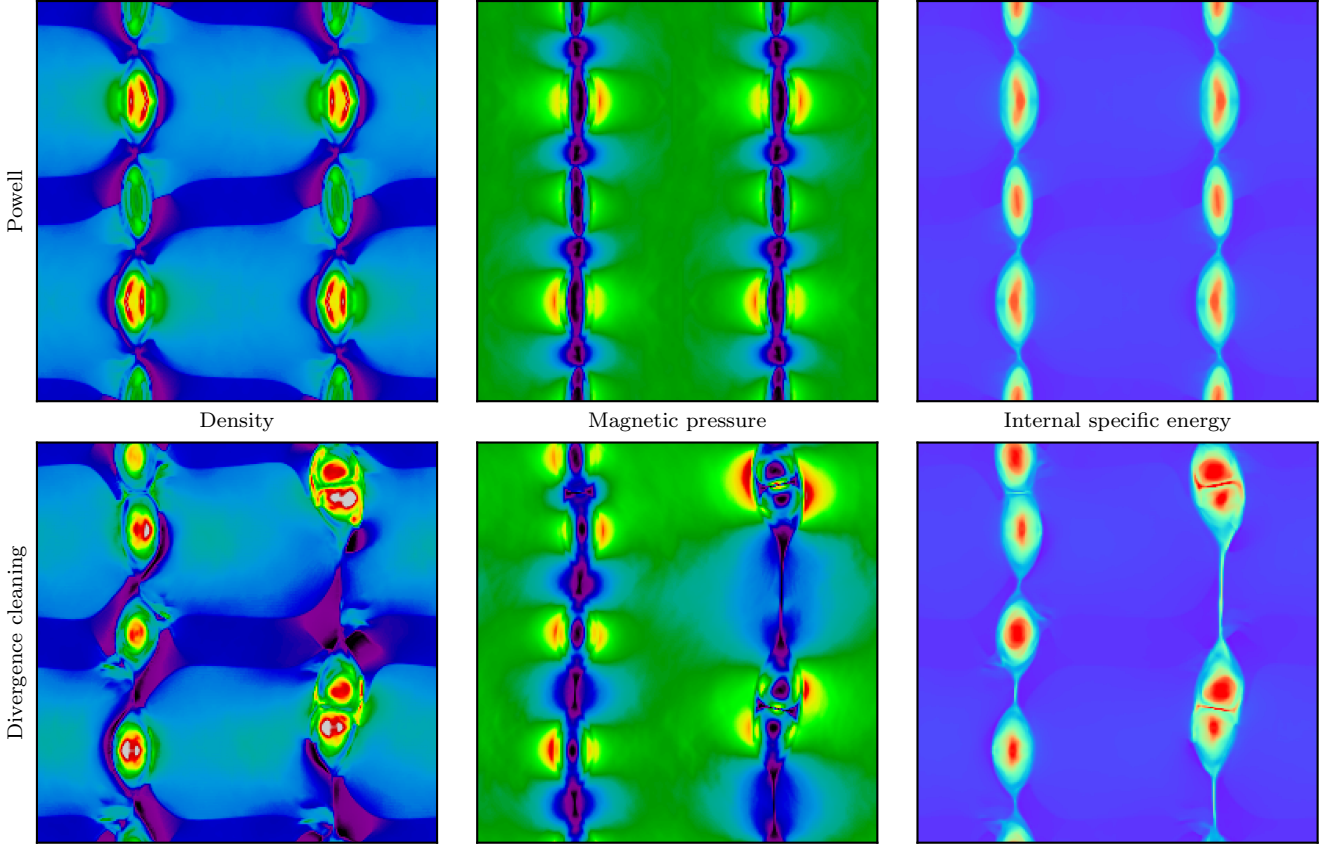 Powell
Density
Magnetic pressure
Internal specific energy
Divergence cleaning